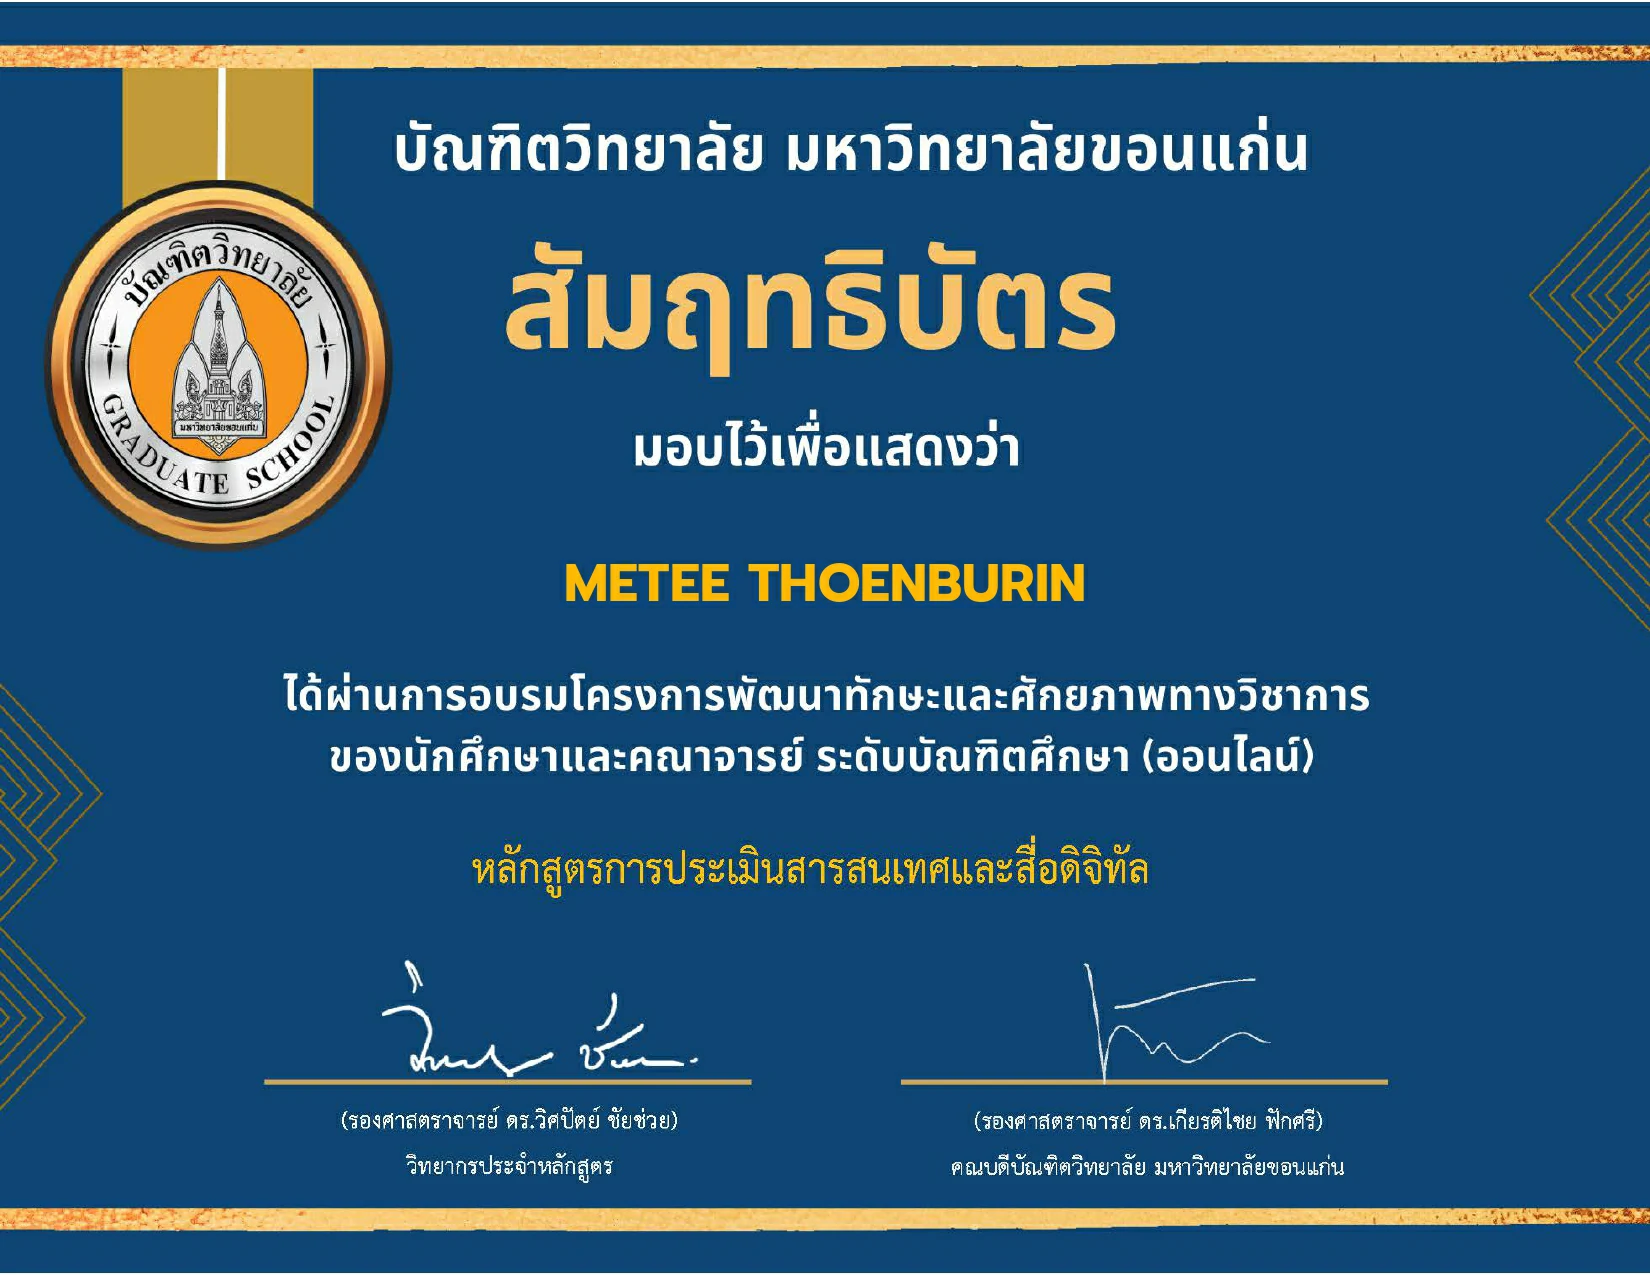 บัณฑิตวิทยาลัย มหาวิทยาลัยขอนแก่น
บัณฑิตวิทยาลัย
มหาวิทยาลัยขอนแก่น
GRADUATE SCHOOL
สัมฤทธิบัตร
มอบไว้เพื่อแสดงว่า
METEE THOENBURIN
ได้ผ่านการอบรมโครงการพัฒนาทักษะและศักยภาพทางวิชาการ
ของนักศึกษาและคณาจารย์ ระดับบัณฑิตศึกษา (ออนไลน์)
หลักสูตรการประเมินสารสนเทศและสื่อดิจิทัล
(รองศาสตราจารย์ ดร.วิศปัตย์ ชัยช่วย)
วิทยากรประจำหลักสูตร
(รองศาสตราจารย์ ดร.เกียรติไชย ฟักศรี)
คณบดีบัณฑิตวิทยาลัย มหาวิทยาลัยขอนแก่น